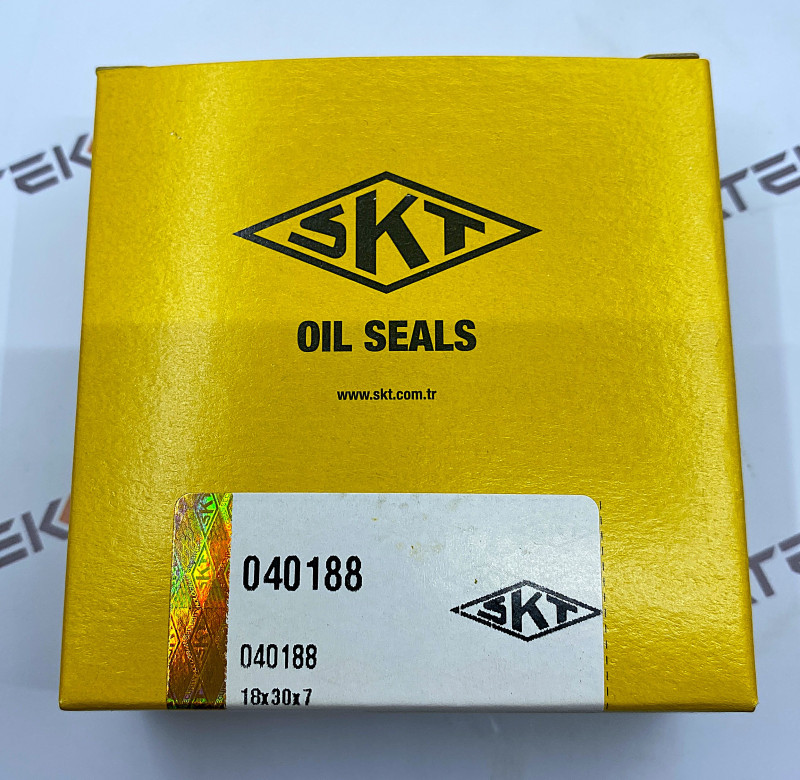 SKT
OIL SEALS
www.skt.com.tr
040188
SKT
040188
18x30x7